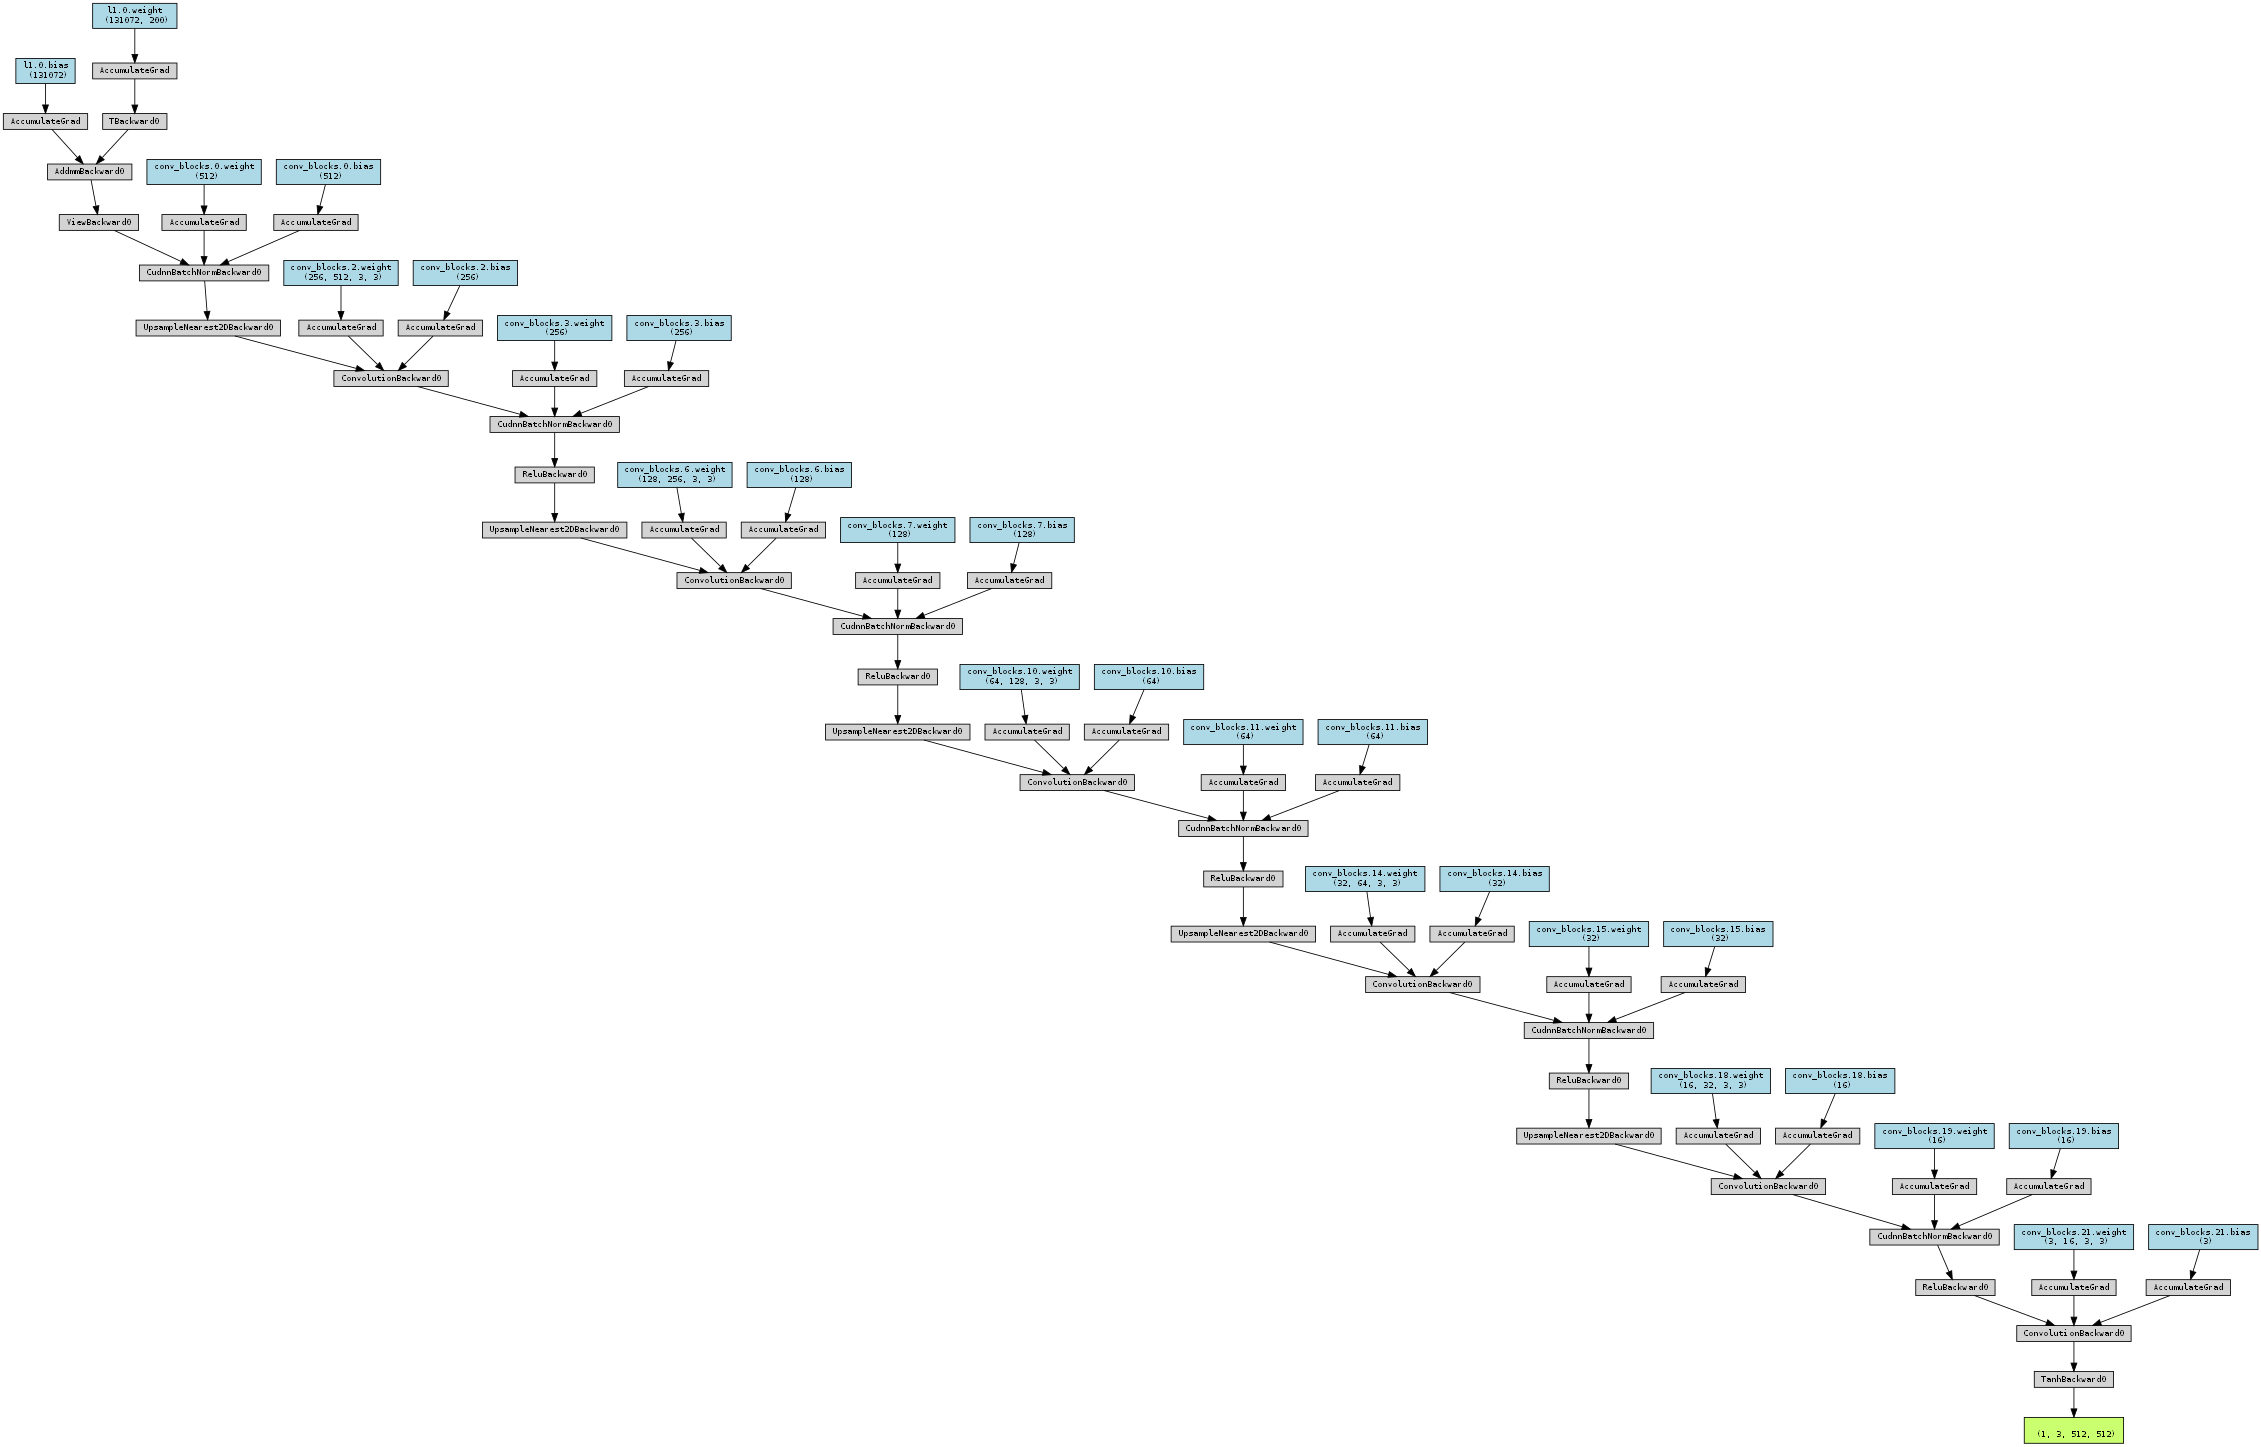 l1.0.weight
(131072, 200)
l1.0.bias
(131072)
AccumulateGrad
AccumulateGrad
TBackward0
AddmmBackward0
conv_blocks.0.weight
(512)
conv_blocks.0.bias
(512)
ViewBackward0
AccumulateGrad
AccumulateGrad
CudnnBatchNormBackward0
conv_blocks.2.weight
(256, 512, 3, 3)
conv_blocks.2.bias
(256)
UpsampleNearest2DBackward0
AccumulateGrad
AccumulateGrad
conv_blocks.3.weight
(256)
conv_blocks.3.bias
(256)
ConvolutionBackward0
AccumulateGrad
AccumulateGrad
CudnnBatchNormBackward0
ReluBackward0
conv_blocks.6.weight
(128, 256, 3, 3)
conv_blocks.6.bias
(128)
UpsampleNearest2DBackward0
AccumulateGrad
AccumulateGrad
conv_blocks.7.weight
(128)
conv_blocks.7.bias
(128)
ConvolutionBackward0
AccumulateGrad
AccumulateGrad
CudnnBatchNormBackward0
ReluBackward0
conv_blocks.10.weight
(64, 128, 3, 3)
conv_blocks.10.bias
(64)
UpsampleNearest2DBackward0
AccumulateGrad
AccumulateGrad
conv_blocks.11.weight
(64)
conv_blocks.11.bias
(64)
ConvolutionBackward0
AccumulateGrad
AccumulateGrad
CudnnBatchNormBackward0
ReluBackward0
conv_blocks.14.weight
(32, 64, 3, 3)
conv_blocks.14.bias
(32)
UpsampleNearest2DBackward0
AccumulateGrad
AccumulateGrad
conv_blocks.15.weight
(32)
conv_blocks.15.bias
(32)
ConvolutionBackward0
AccumulateGrad
AccumulateGrad
CudnnBatchNormBackward0
ReluBackward0
conv_blocks.18.weight
(16, 32, 3, 3)
conv_blocks.18.bias
(16)
UpsampleNearest2DBackward0
AccumulateGrad
AccumulateGrad
conv_blocks.19.weight
(16)
conv_blocks.19.bias
(16)
ConvolutionBackward0
AccumulateGrad
AccumulateGrad
CudnnBatchNormBackward0
conv_blocks.21.weight
(3, 16, 3, 3)
conv_blocks.21.bias
(3)
ReluBackward0
AccumulateGrad
AccumulateGrad
ConvolutionBackward0
TanhBackward0
(1, 3, 512, 512)